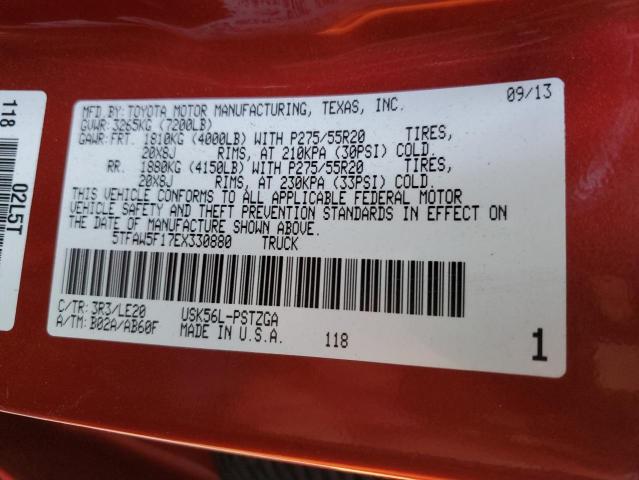 118 0215T
MFD.BY:TOYOTA MOTOR MANUFACTURING, TEXAS, INC. 09/13
GVWR: 3265KG (7200LB)
GAWR:FRT. 1810KG (4000LB) WITH P275/55R20 TIRES,
20X8J RIMS, AT 210KPA (30PSI) COLD.
RR. 1880KG (4150LB) WITH P275/55R20 TIRES,
20X8J RIMS, AT 230KPA (33PSI) COLD.
THIS VEHICLE CONFORMS TO ALL APPLICABLE FEDERAL MOTOR
VEHICLE SAFETY AND THEFT PREVENTION STANDARDS IN EFFECT ON
THE DATE OF MANUFACTURE SHOWN ABOVE.
5TFAW5F17EX330880 TRUCK
C/TR: 3R3/LE20 USK56L-PSTZGA
A/TM: B02A/AB60F MADE IN U.S.A. 118 1